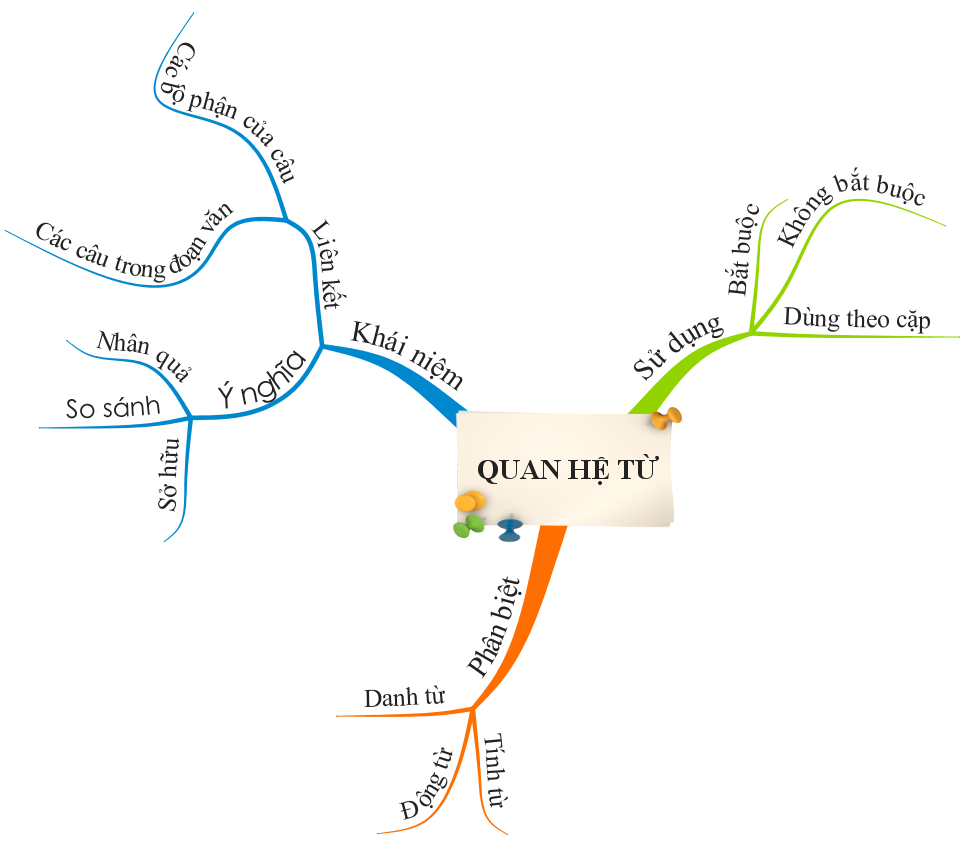 QUAN HỆ TỪ
Khái niệm
Liên kết
Các bộ phận của câu
Các câu trong đoạn văn
Ý nghĩa
Nhân quả
So sánh
Sở hữu
Sử dụng
Bắt buộc
Không bắt buộc
Dùng theo cặp
Phân biệt
Danh từ
Động từ
Tính từ